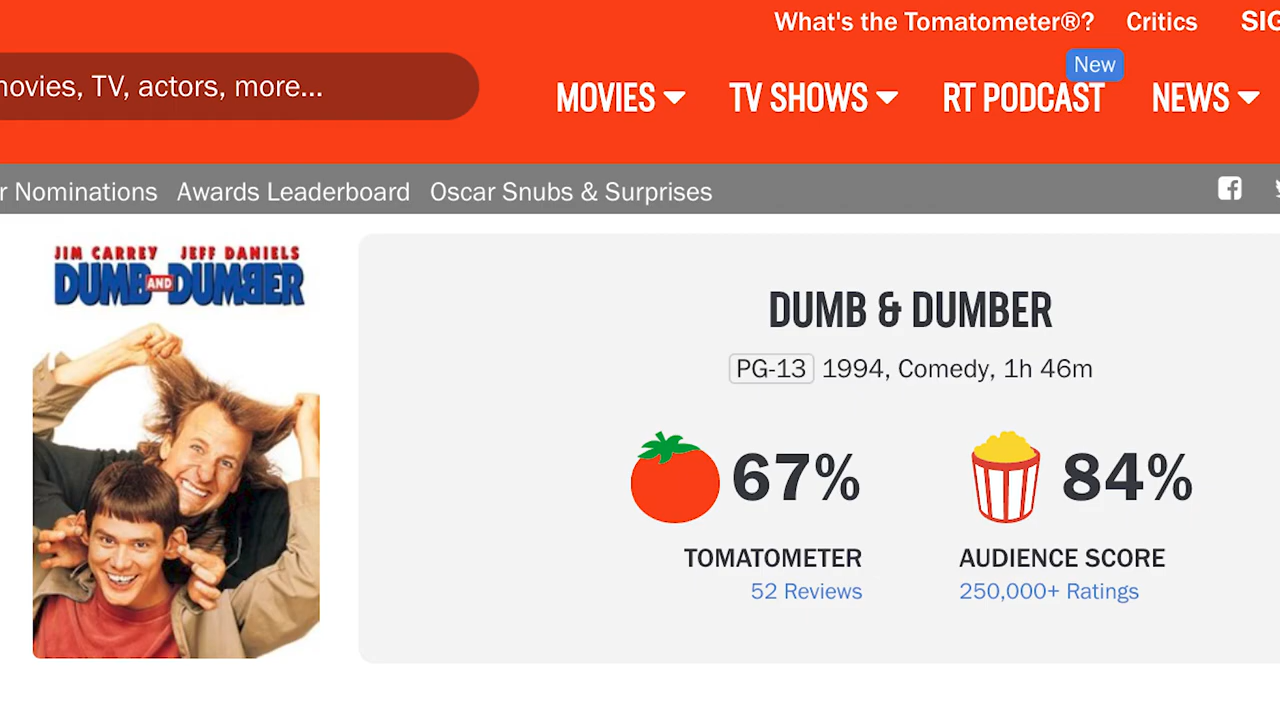 What's the Tomatometer®? Critics
movies, TV, actors, more...
New
MOVIES TV SHOWS RT PODCAST NEWS
Nominations Awards Leaderboard Oscar Snubs & Surprises
JIM CARREY JEFF DANIELS
DUMB AND DUMBER
DUMB & DUMBER
PG-13 1994, Comedy, 1h 46m
67% 84%
TOMATOMETER AUDIENCE SCORE
52 Reviews 250,000+ Ratings